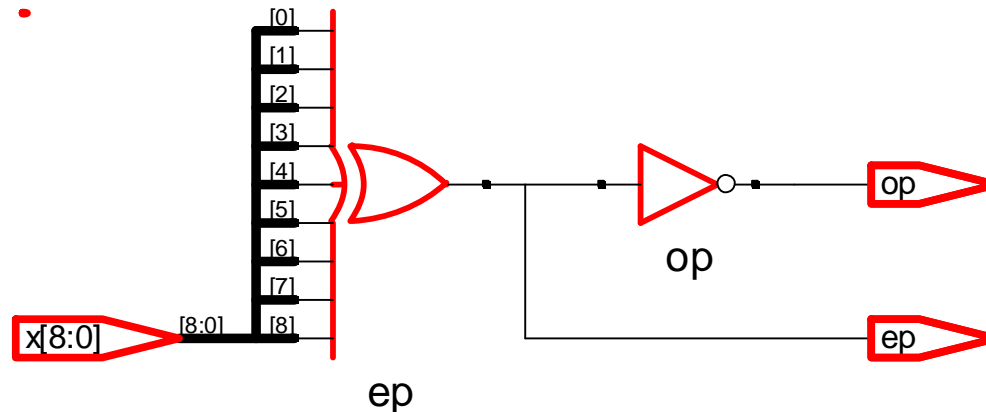 [0]
[1]
[2]
[3]
[4]
[5]
[6]
[7]
[8]
x[8:0]
[8:0]
ep
op
op
ep